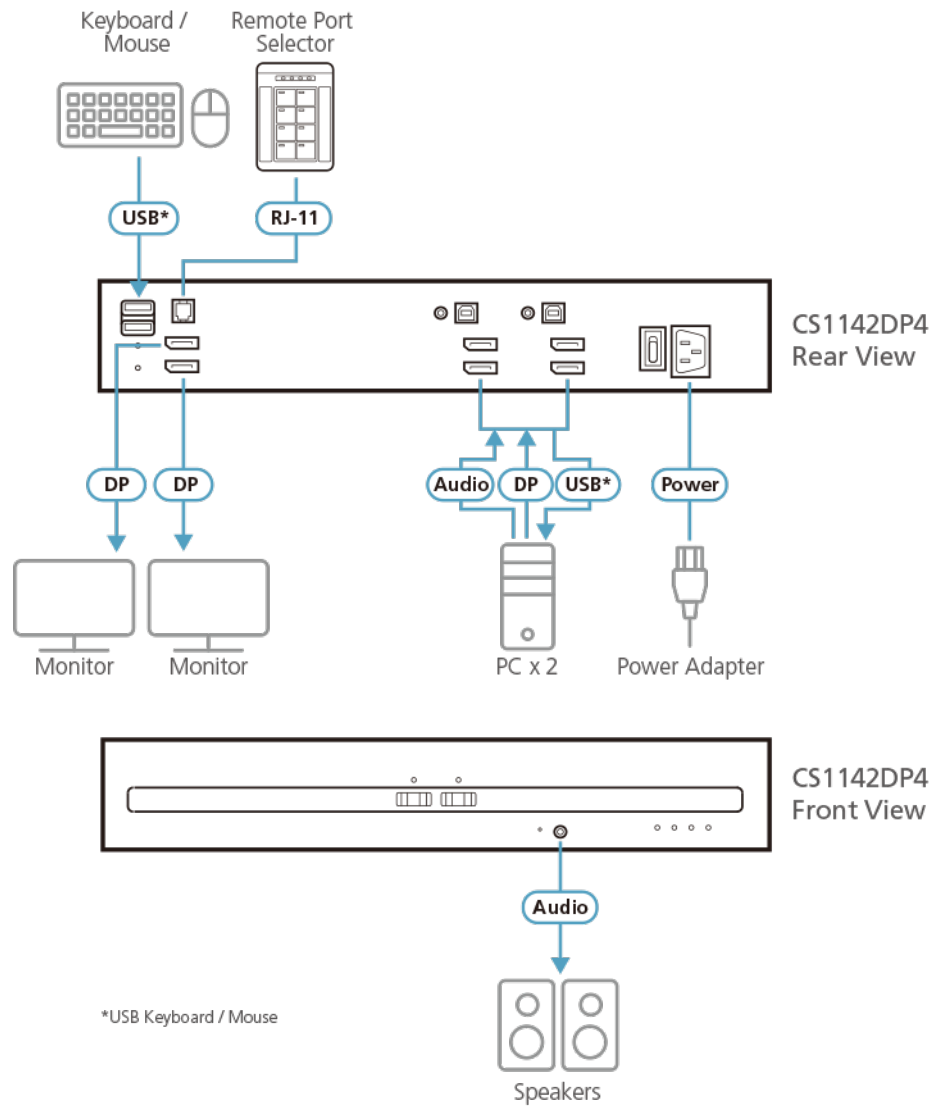 Keyboard /
Mouse
Remote Port
Selector
USB*
RJ-11
CS1142DP4
Rear View
DP
DP
Audio
DP
USB*
Power
Monitor
Monitor
PC x 2
Power Adapter
CS1142DP4
Front View
Audio
*USB Keyboard / Mouse
Speakers